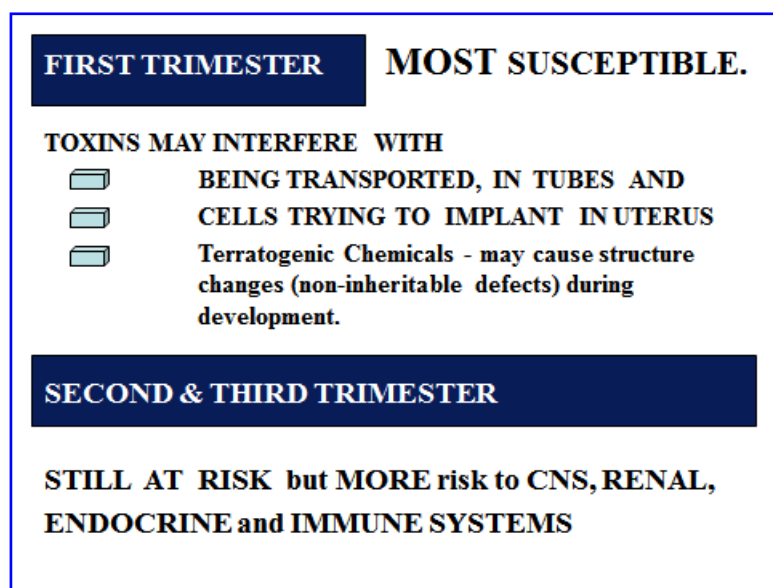 FIRST TRIMESTER MOST SUSCEPTIBLE.
TOXINS MAY INTERFERE WITH
BEING TRANSPORTED, IN TUBES AND
CELLS TRYING TO IMPLANT IN UTERUS
Terratogenic Chemicals - may cause structure
changes (non-inheritable defects) during
development.
SECOND & THIRD TRIMESTER
STILL AT RISK but MORE risk to CNS, RENAL,
ENDOCRINE and IMMUNE SYSTEMS